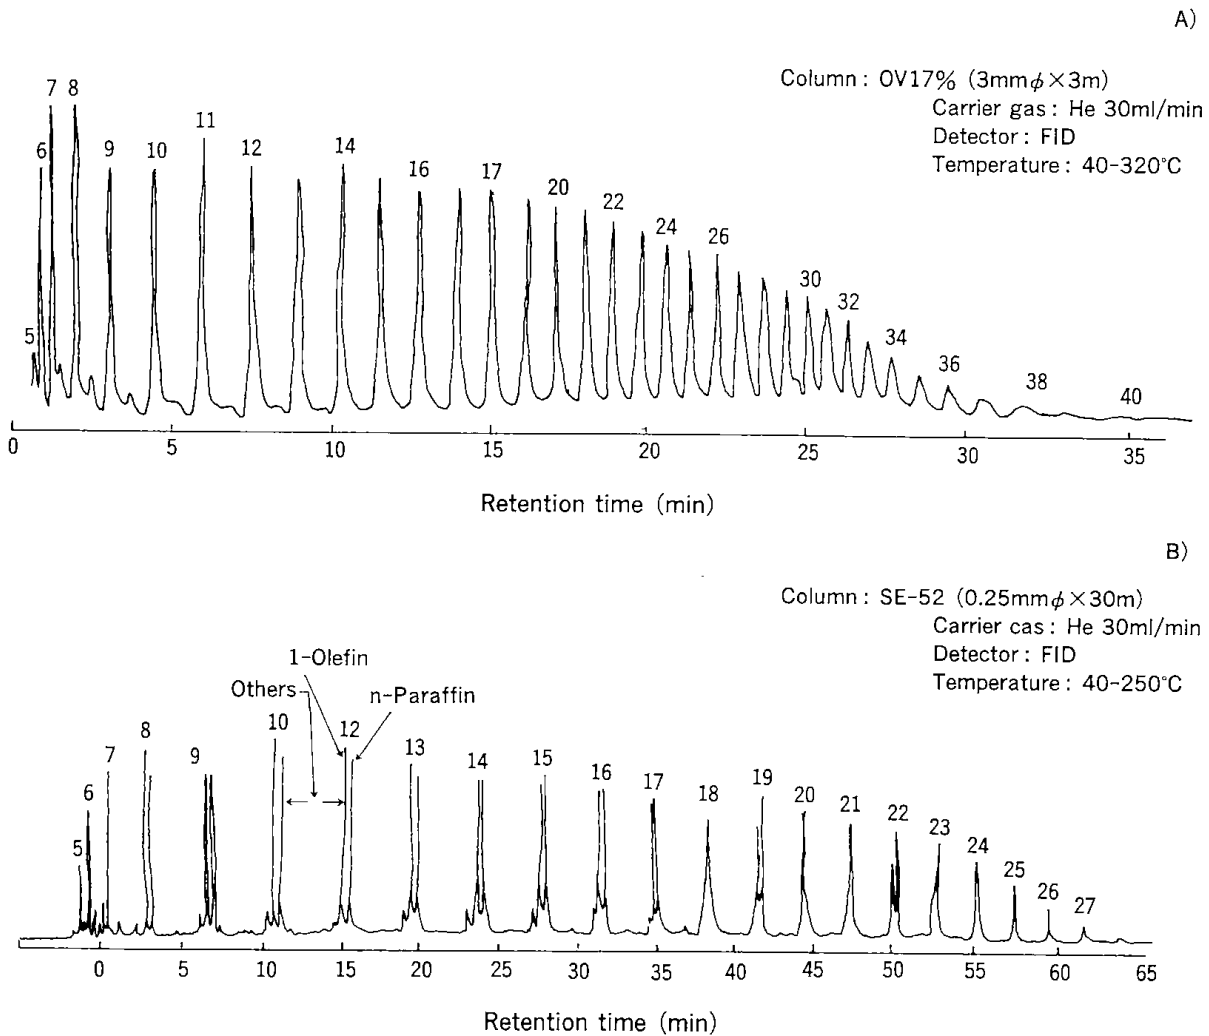 A)
Column : OV17% (3mmφ×3m)
Carrier gas : He 30ml/min
Detector : FID
Temperature : 40-320℃
5 6 7 8 9 10 11 12 14 16 17 20 22 24 26 30 32 34 36 38 40
0 5 10 15 20 25 30 35
Retention time (min)
B)
Column : SE-52 (0.25mmφ×30m)
Carrier cas : He 30ml/min
Detector : FID
Temperature : 40-250℃
1-Olefin
Others
n-Paraffin
5 6 7 8 9 10 12 13 14 15 16 17 18 19 20 21 22 23 24 25 26 27
0 5 10 15 20 25 30 35 40 45 50 55 60 65
Retention time (min)